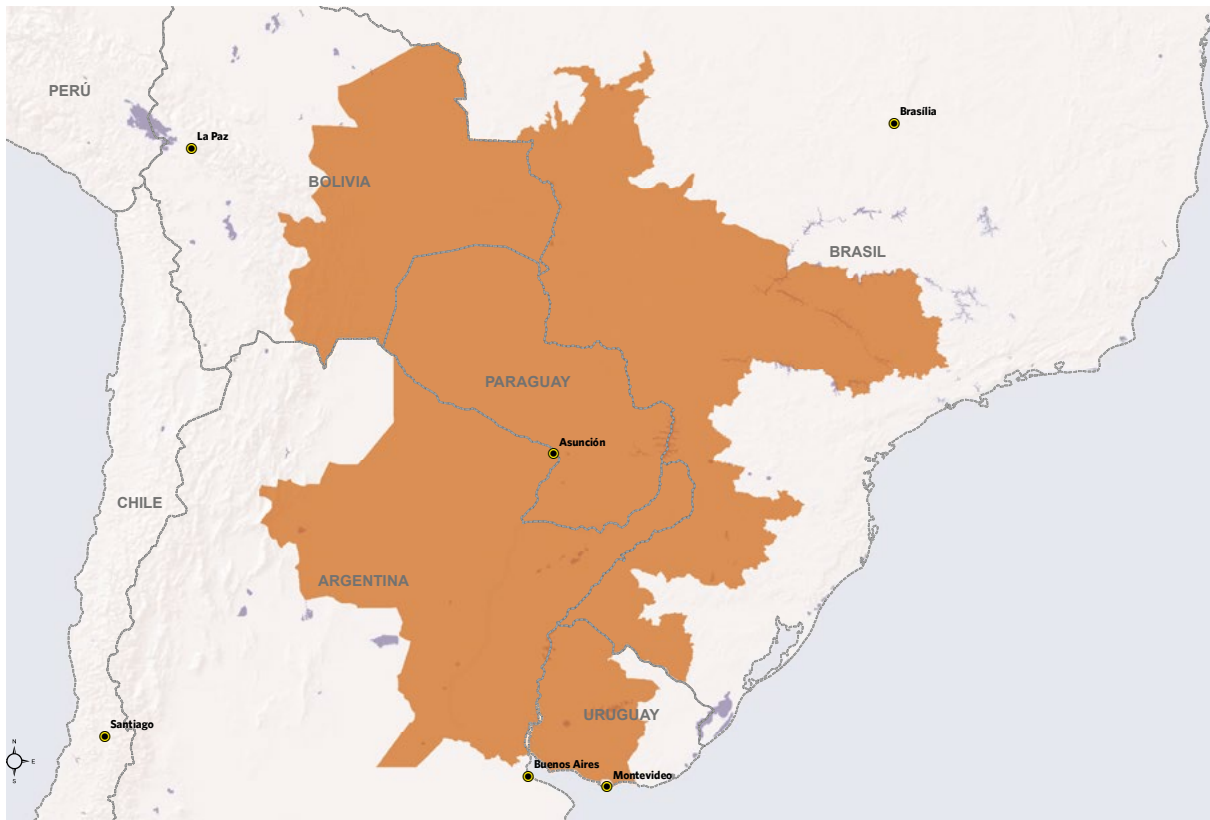 PERÚ
Brasília
La Paz
BOLIVIA
BRASIL
PARAGUAY
Asunción
CHILE
ARGENTINA
Santiago
URUGUAY
N
E
S
Buenos Aires
Montevideo